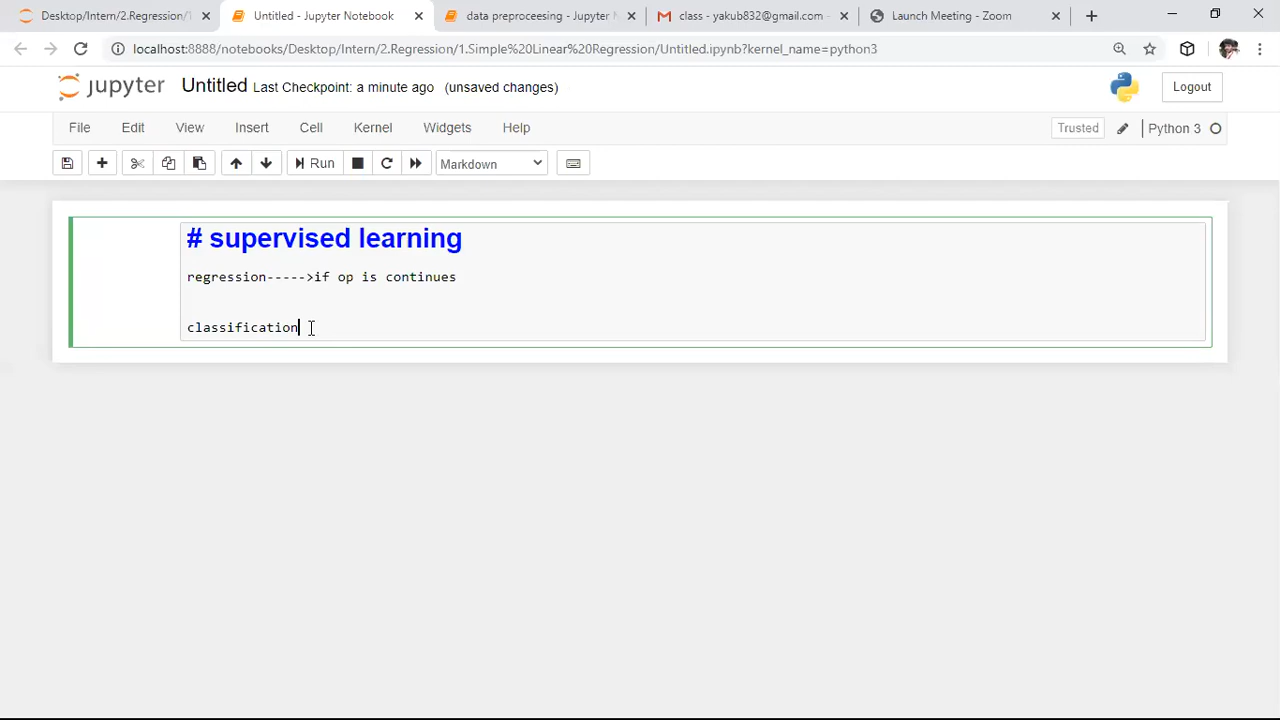 Desktop/Intern/2.Regression/1
Untitled - Jupyter Notebook
data preproceesing - Jupyter N
class - yakub832@gmail.com -
Launch Meeting - Zoom
localhost:8888/notebooks/Desktop/Intern/2.Regression/1.Simple%20Linear%20Regression/Untitled.ipynb?kernel_name=python3
jupyter Untitled Last Checkpoint: a minute ago (unsaved changes)
Logout
File Edit View Insert Cell Kernel Widgets Help
Trusted
Python 3
Run
Markdown
# supervised learning
regression----->if op is continues
classification